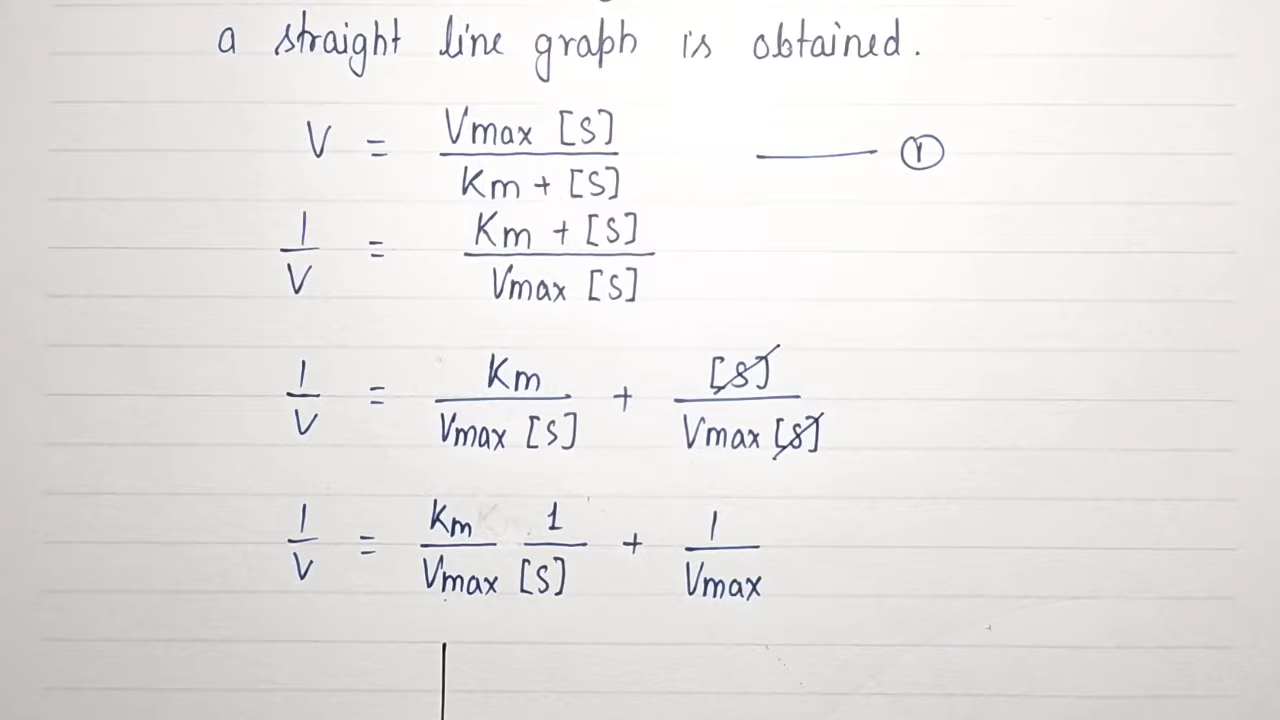 a straight line graph is obtained.
V = Vmax [S] / Km + [S] —— ①
1/V = Km + [S] / Vmax [S]
1/V = Km / Vmax [S] + [S] / Vmax [S]
1/V = Km / Vmax 1 / [S] + 1 / Vmax